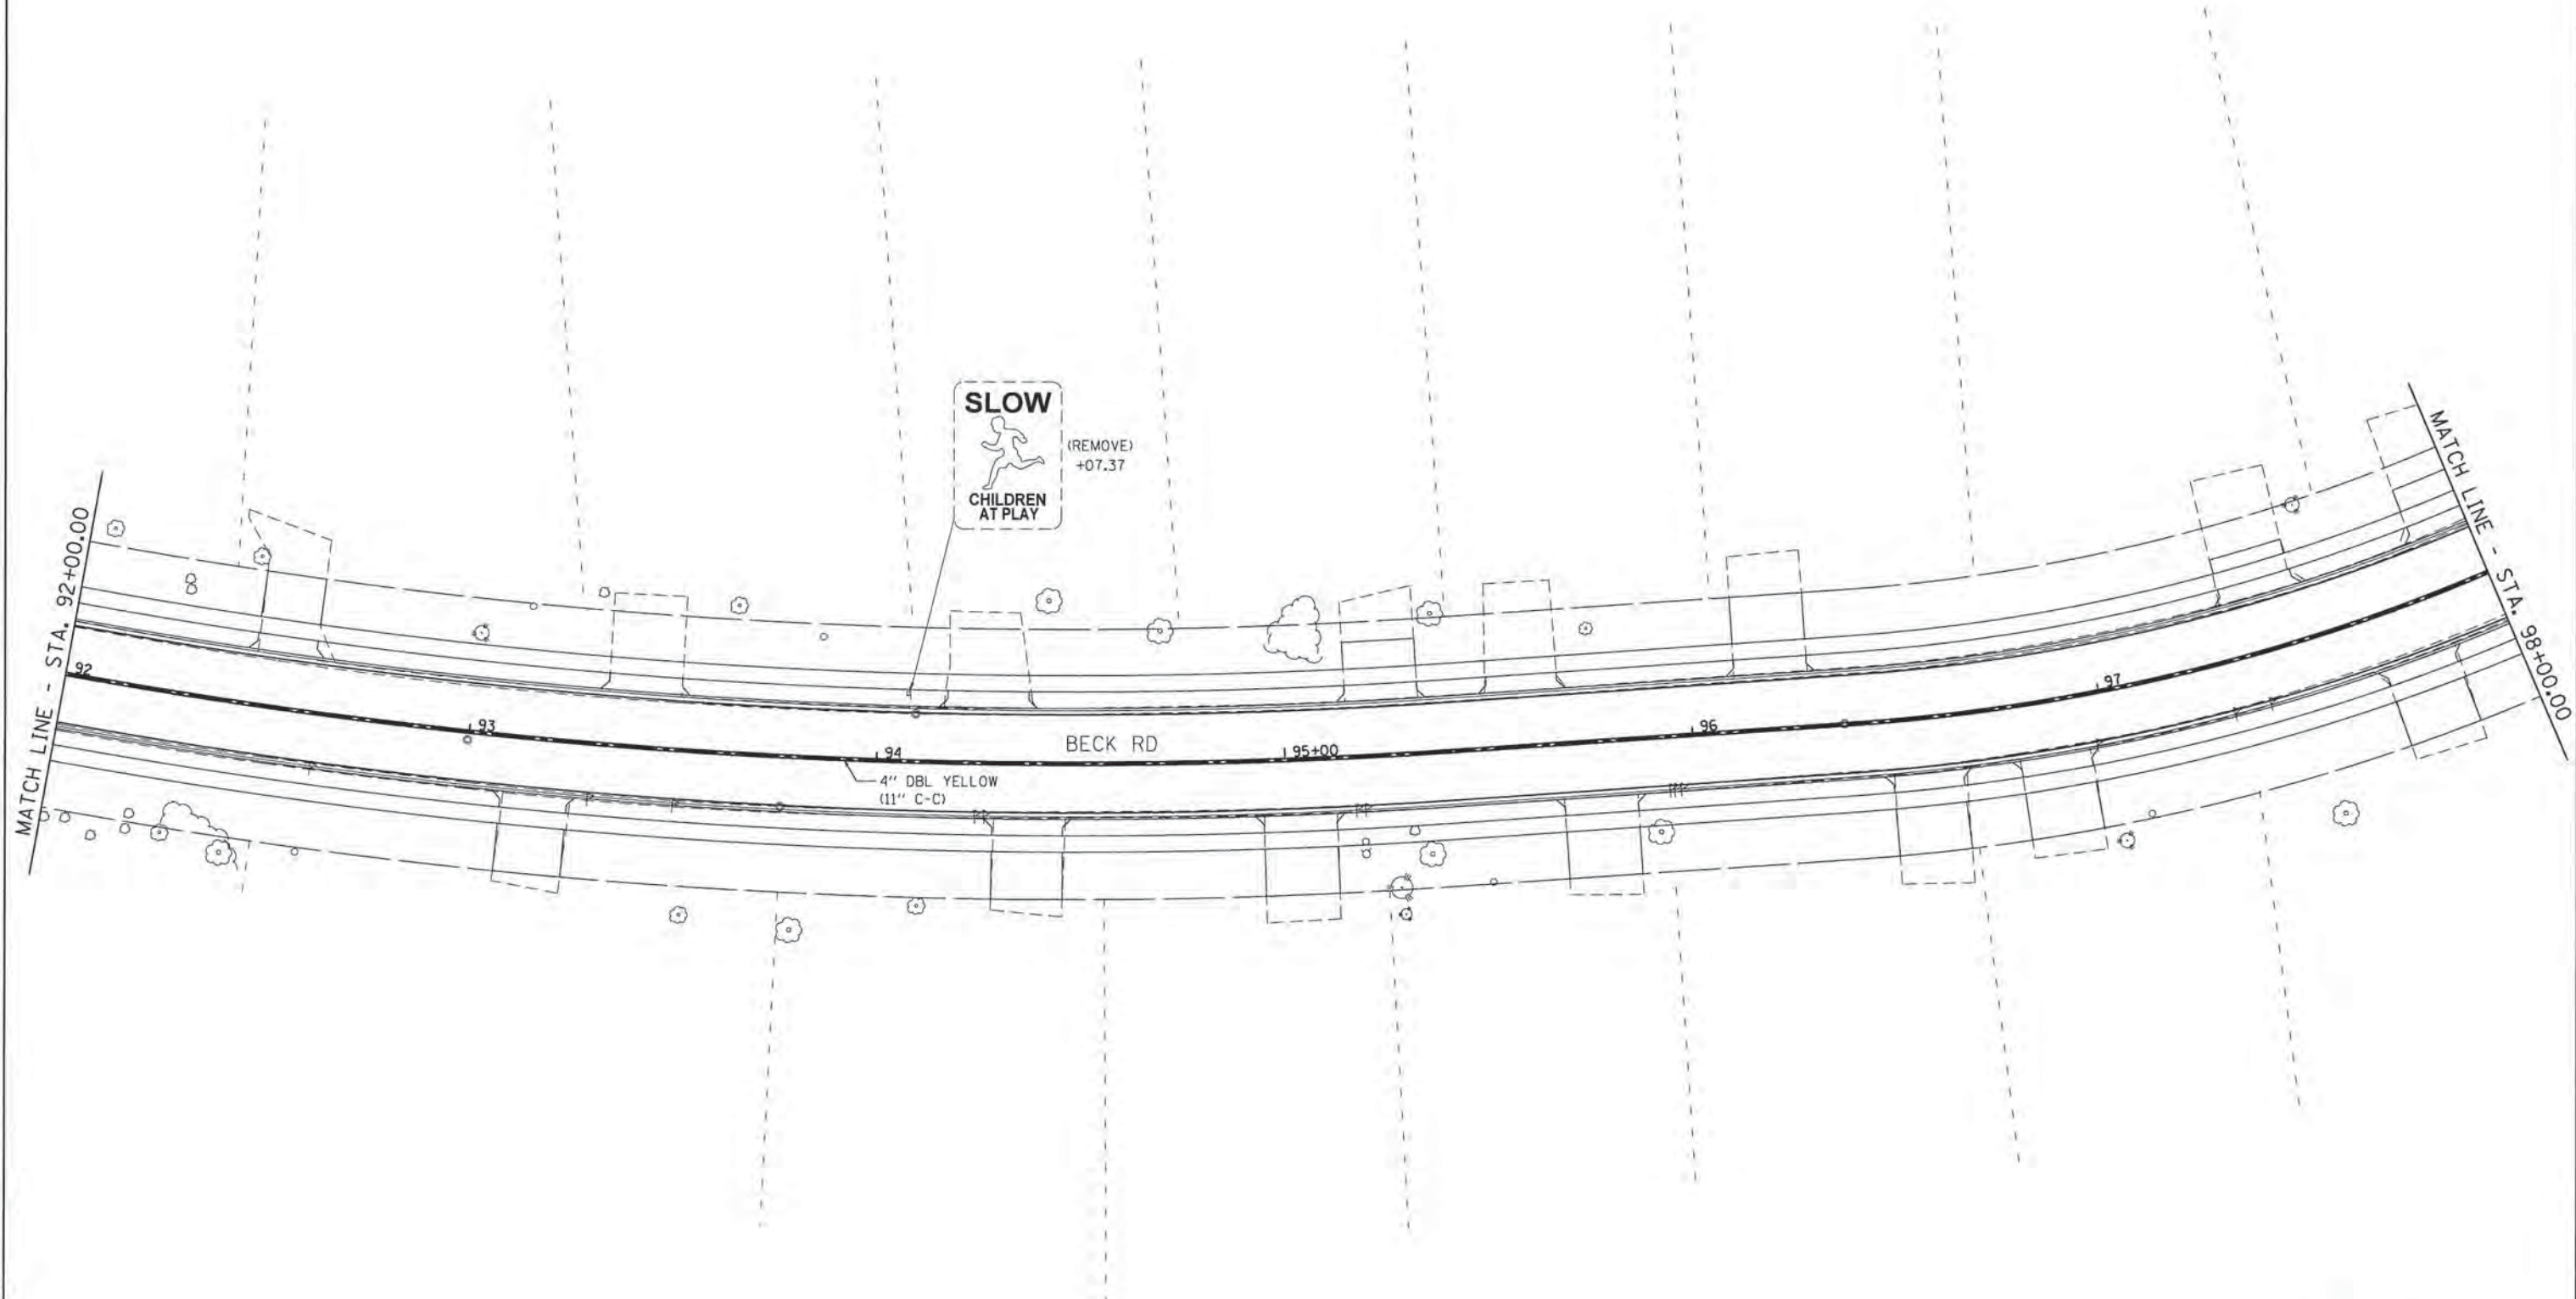 SLOW
CHILDREN
AT PLAY
(REMOVE)
+07.37
MATCH LINE - STA. 92+00.00
MATCH LINE - STA. 98+00.00
92
93
94
BECK RD
95+00
96
97
4" DBL YELLOW
(11" C-C)